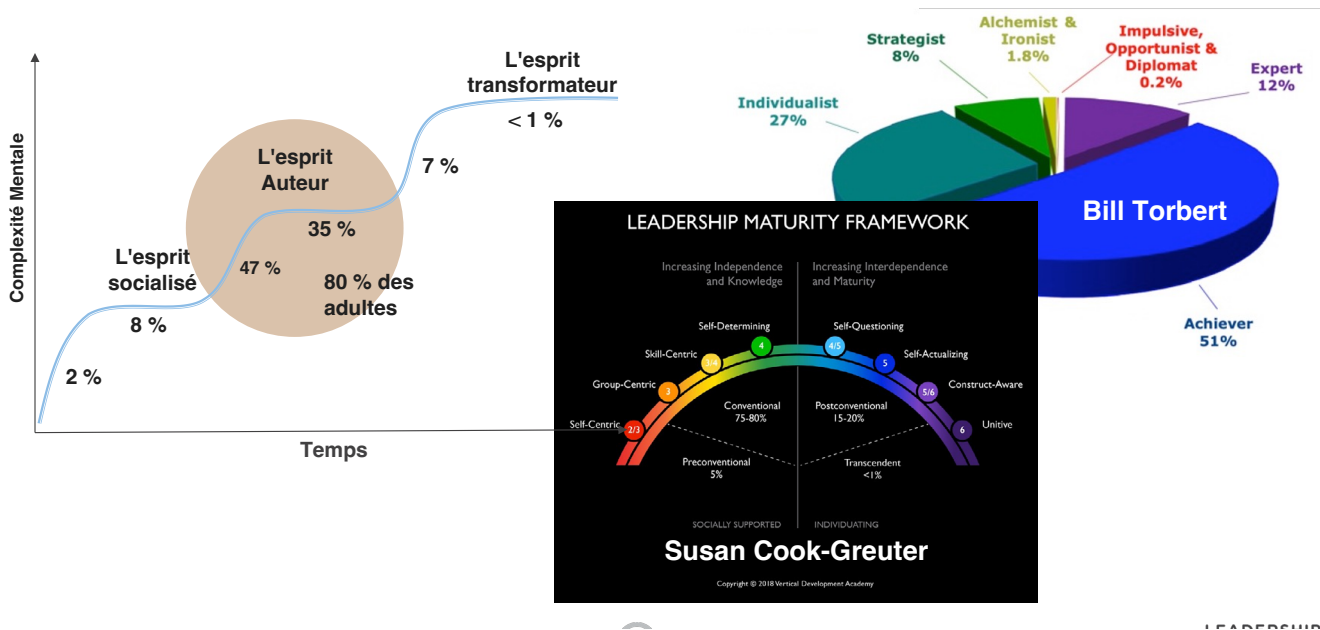 Complexité Mentale
L'esprit
transformateur
< 1 %
7 %
L'esprit
Auteur
35 %
47 %
80 % des
adultes
L'esprit
socialisé
8 %
2 %
Temps
Alchemist &
Ironist
1.8%
Impulsive,
Opportunist &
Diplomat
0.2%
Strategist
8%
Expert
12%
Individualist
27%
Bill Torbert
Achiever
51%
LEADERSHIP MATURITY FRAMEWORK
Increasing Independence
and Knowledge
Increasing Interdependence
and Maturity
Self-Determing
4
Self-Questioning
4/5
Skill-Centric
3/4
Self-Actualizing
5
Group-Centric
3
Construct-Aware
5/6
Self-Centric
2/3
Unitive
6
Conventional
75-80%
Postconventional
15-20%
Preconventional
5%
Transcendent
<1%
SOCIALLY SUPPORTED
INDIVIDUATING
Susan Cook-Greuter
Copyright © 2018 Vertical Development Academy
LEADERSHIP